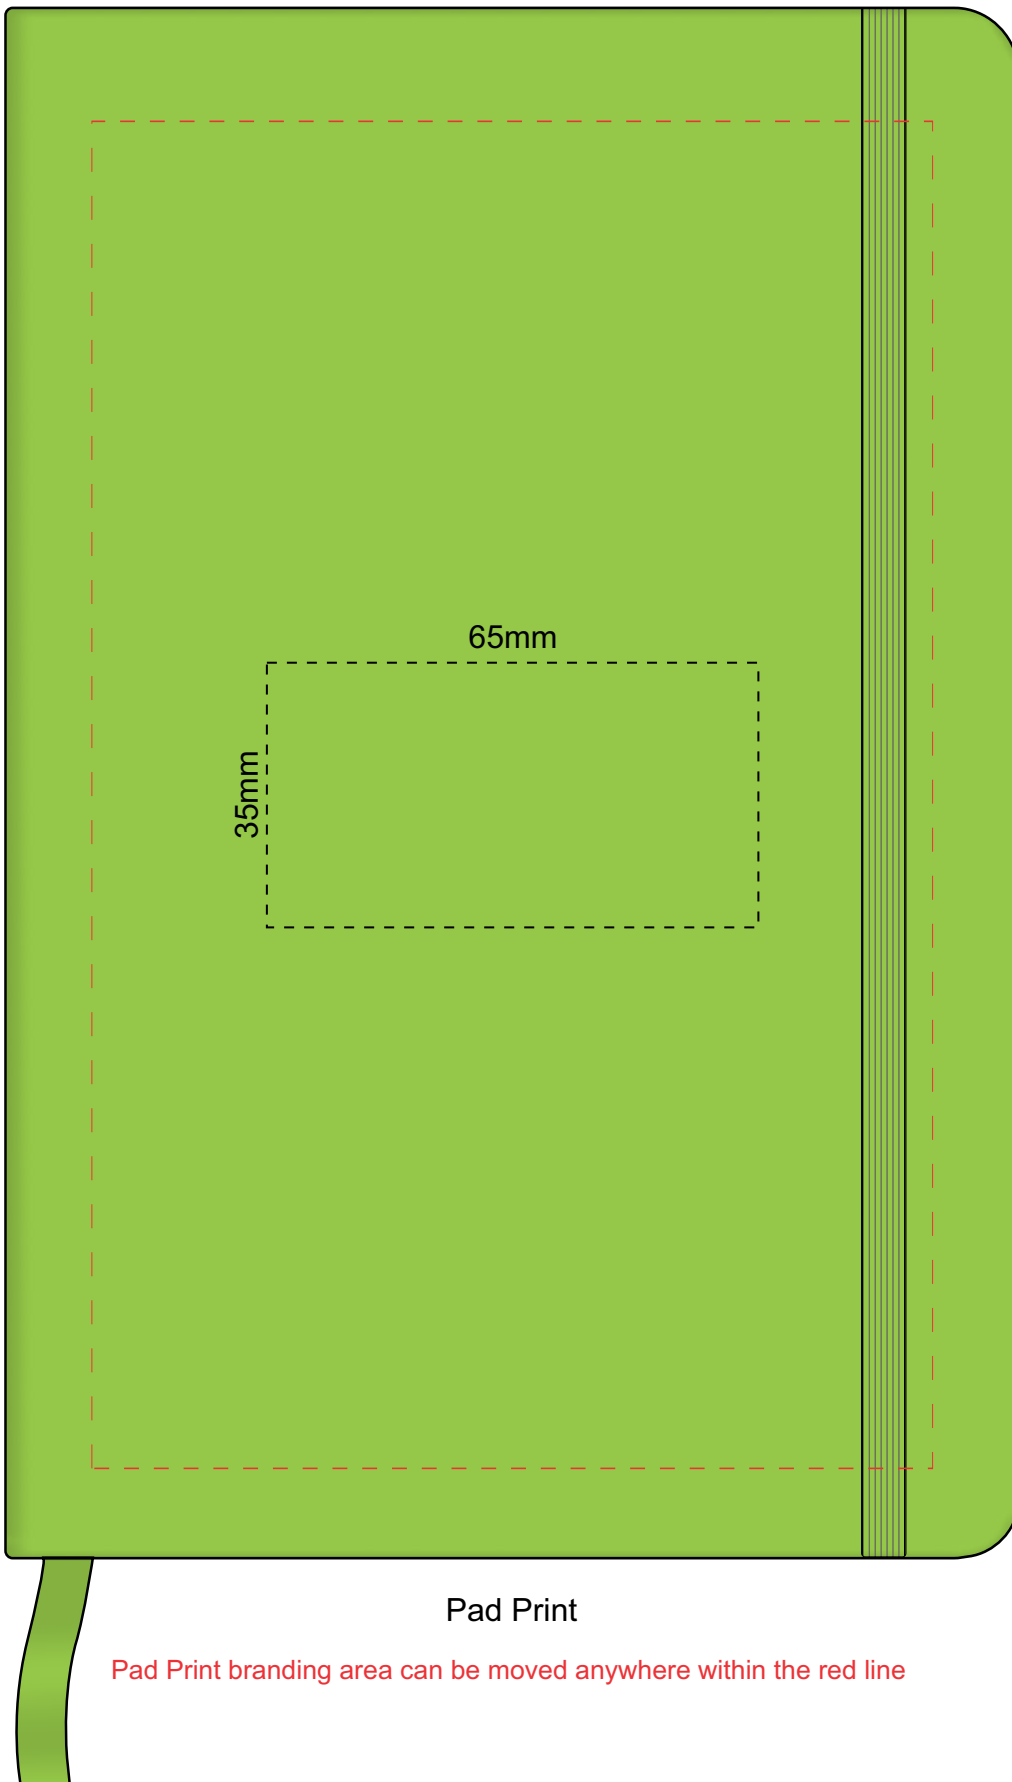 65mm
35mm
Pad Print
Pad Print branding area can be moved anywhere within the red line